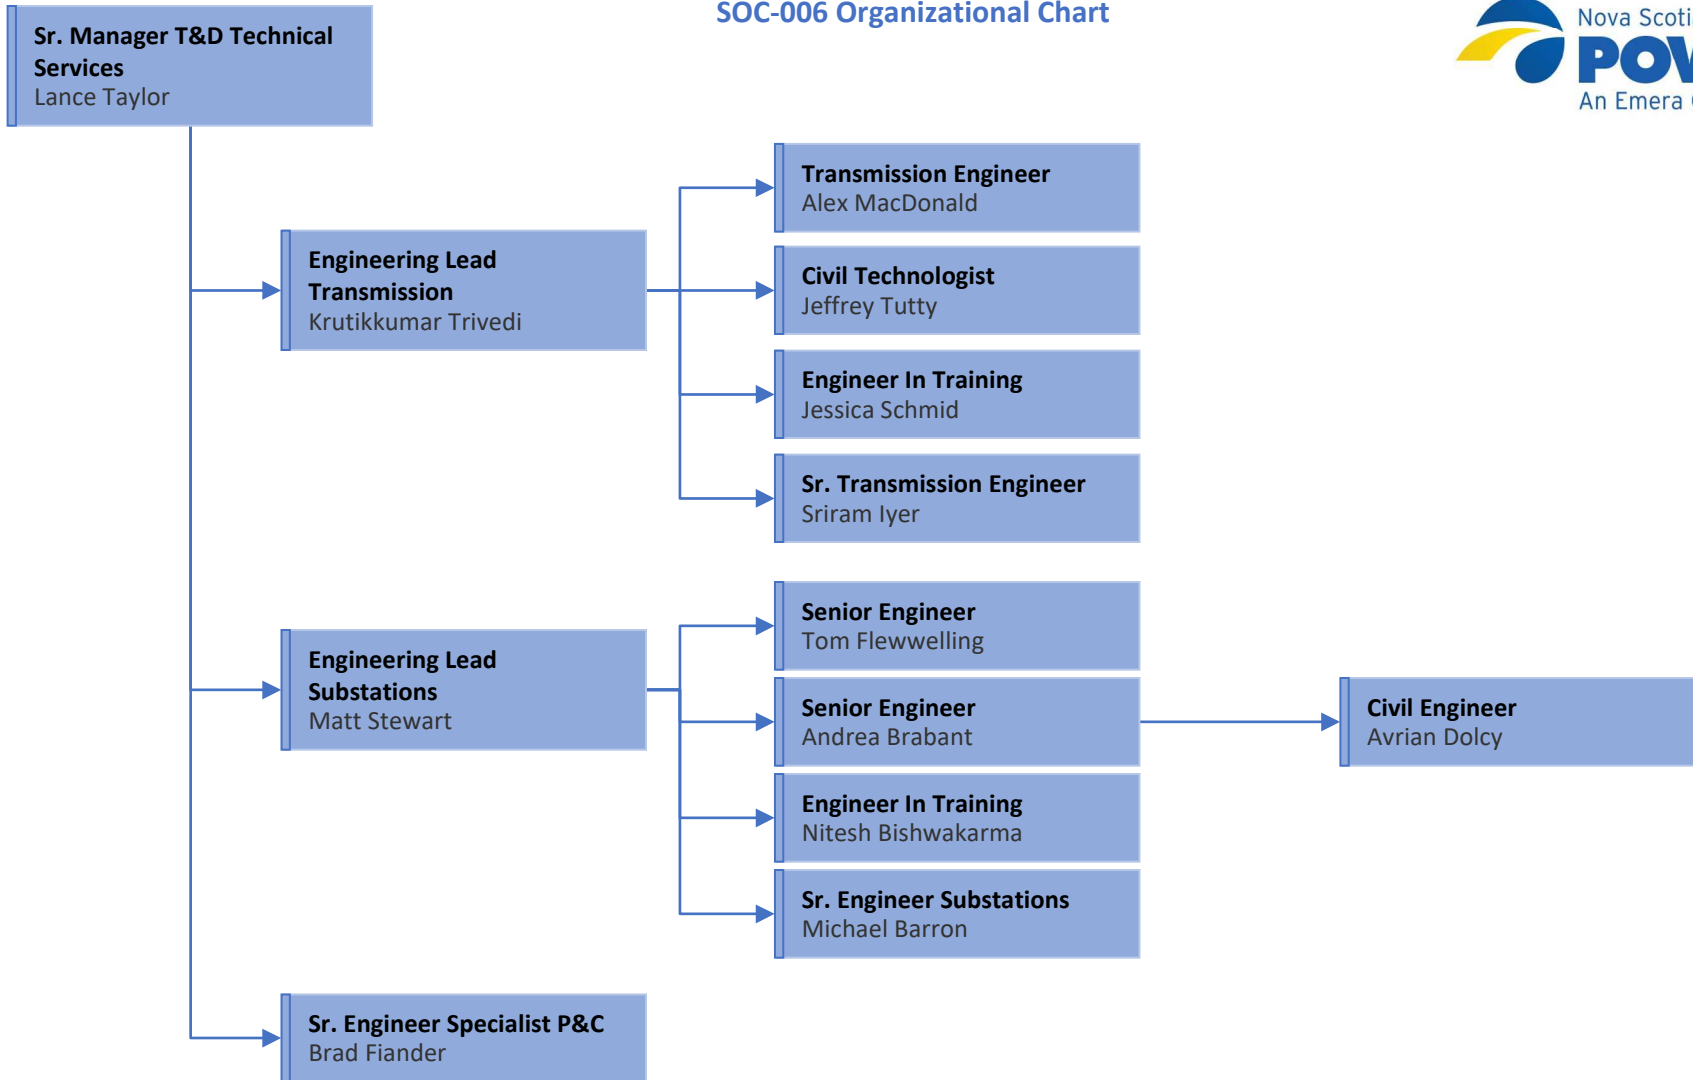 SOC-006 Organizational Chart
Nova Scoti
POW
An Emera
Sr. Manager T&D Technical
Services
Lance Taylor
Transmission Engineer
Alex MacDonald
Engineering Lead
Transmission
Krutikkumar Trivedi
Civil Technologist
Jeffrey Tutty
Engineer In Training
Jessica Schmid
Sr. Transmission Engineer
Sriram Iyer
Senior Engineer
Tom Flewwelling
Engineering Lead
Substations
Matt Stewart
Senior Engineer
Andrea Brabant
Civil Engineer
Avrian Dolcy
Engineer In Training
Nitesh Bishwakarma
Sr. Engineer Substations
Michael Barron
Sr. Engineer Specialist P&C
Brad Fiander